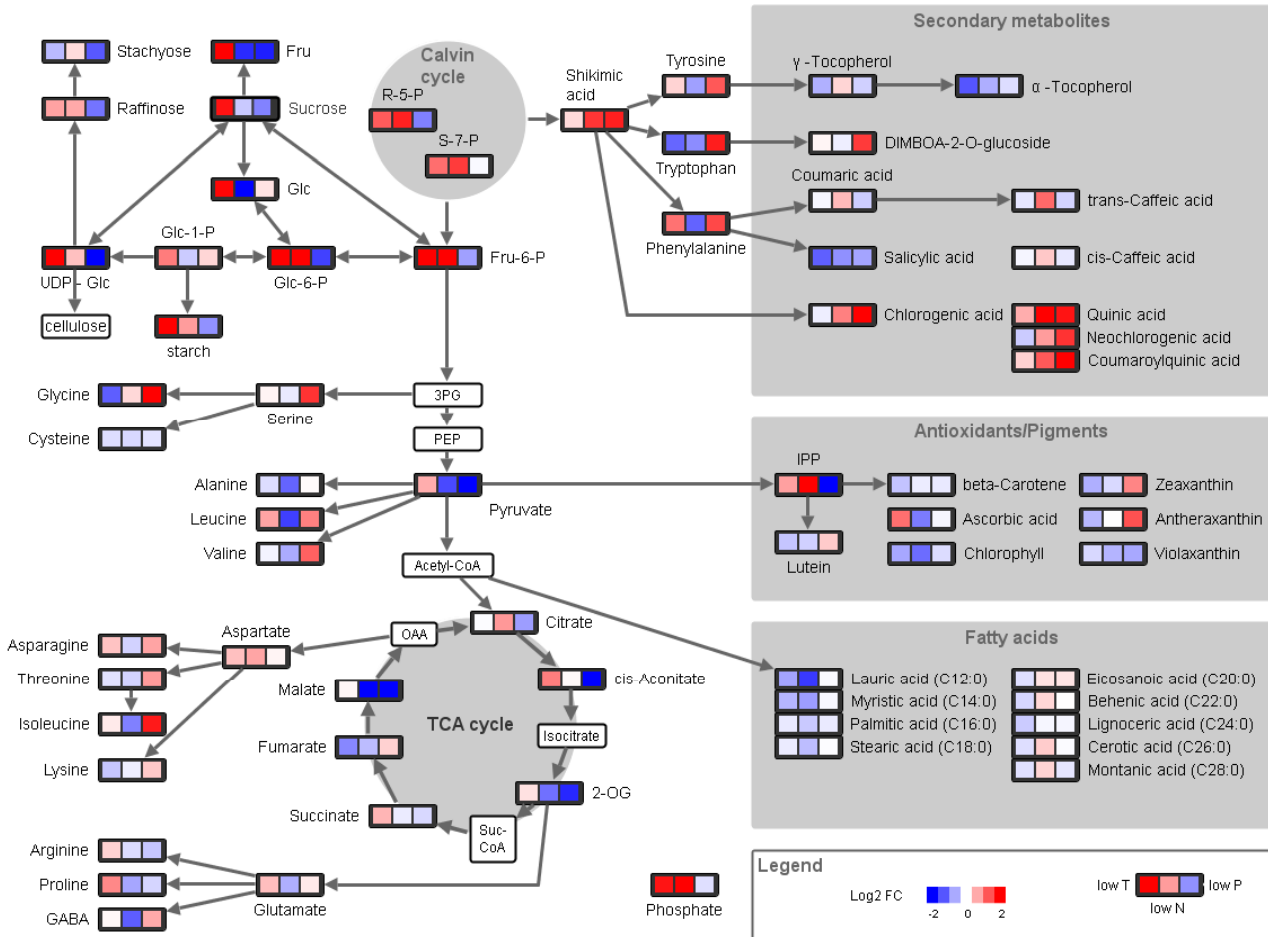 Stachyose
Fru
Raffinose
Sucrose
Glc
Glc-1-P
UDP - Glc
Glc-6-P
Fru-6-P
cellulose
starch
Calvin
cycle
R-5-P
S-7-P
Shikimic
acid
Tyrosine
Tryptophan
Phenylalanine
Secondary metabolites
γ -Tocopherol
α -Tocopherol
DIMBOA-2-O-glucoside
Coumaric acid
trans-Caffeic acid
Salicylic acid
cis-Caffeic acid
Chlorogenic acid
Quinic acid
Neochlorogenic acid
Coumaroylquinic acid
Glycine
Serine
Cysteine
3PG
PEP
Alanine
Leucine
Valine
Pyruvate
Acetyl-CoA
Antioxidants/Pigments
IPP
beta-Carotene
Zeaxanthin
Ascorbic acid
Antheraxanthin
Lutein
Chlorophyll
Violaxanthin
Asparagine
Aspartate
Threonine
Isoleucine
Lysine
OAA
Citrate
cis-Aconitate
Malate
TCA cycle
Isocitrate
Fumarate
2-OG
Succinate
Suc-
CoA
Arginine
Proline
GABA
Glutamate
Phosphate
Fatty acids
Lauric acid (C12:0)
Myristic acid (C14:0)
Palmitic acid (C16:0)
Stearic acid (C18:0)
Eicosanoic acid (C20:0)
Behenic acid (C22:0)
Lignoceric acid (C24:0)
Cerotic acid (C26:0)
Montanic acid (C28:0)
Legend
Log2 FC
-2 0 2
low T
low P
low N